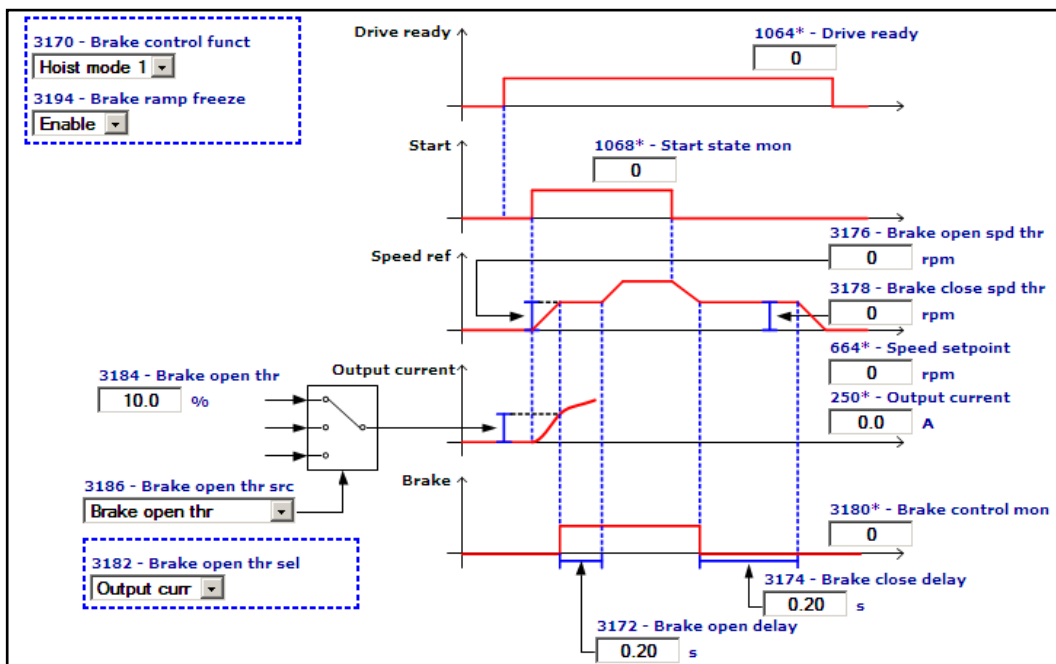 3170 - Brake control funct
Hoist mode 1
3194 - Brake ramp freeze
Enable
Drive ready
1064* - Drive ready
0
Start
1068* - Start state mon
0
Speed ref
3176 - Brake open spd thr
0 rpm
3178 - Brake close spd thr
0 rpm
664* - Speed setpoint
0 rpm
3184 - Brake open thr
10.0 %
Output current
250* - Output current
0.0 A
3186 - Brake open thr src
Brake open thr
Brake
3180* - Brake control mon
0
3182 - Brake open thr sel
Output curr
3174 - Brake close delay
0.20 s
3172 - Brake open delay
0.20 s